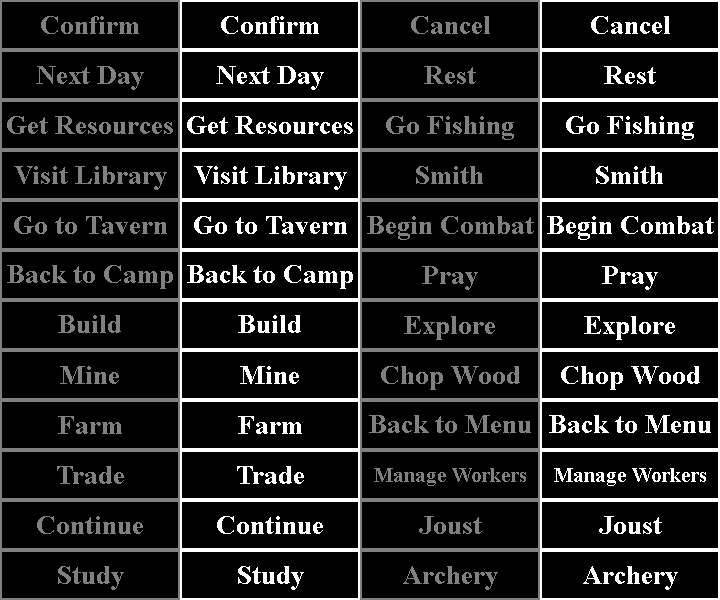 Confirm Confirm Cancel Cancel
Next Day Next Day Rest Rest
Get Resources Get Resources Go Fishing Go Fishing
Visit Library Visit Library Smith Smith
Go to Tavern Go to Tavern Begin Combat Begin Combat
Back to Camp Back to Camp Pray Pray
Build Build Explore Explore
Mine Mine Chop Wood Chop Wood
Farm Farm Back to Menu Back to Menu
Trade Trade Manage Workers Manage Workers
Continue Continue Joust Joust
Study Study Archery Archery